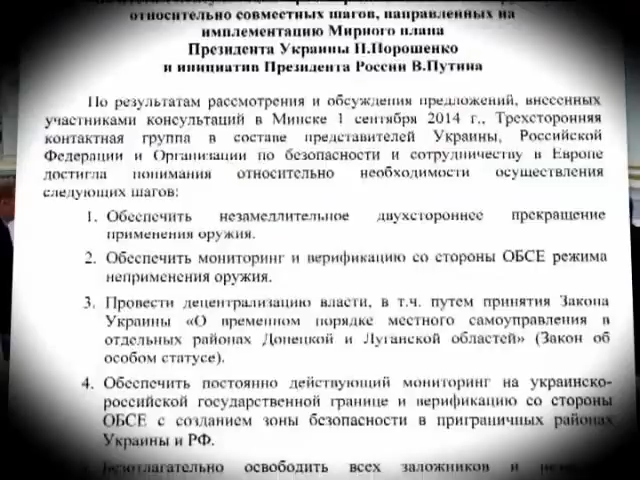 относительно совместных шагов, направленных на
имплементацию Мирного плана
Президента Украины П.Порошенко
и инициатив Президента России В.Путина
По результатам рассмотрения и обсуждения предложений, внесенных
участниками консультаций в Минске 1 сентября 2014 г., Трехсторонняя
контактная группа в составе представителей Украины, Российской
Федерации и Организации по безопасности и сотрудничеству в Европе
достигла понимания относительно необходимости осуществления
следующих шагов:
1. Обеспечить незамедлительное двухстороннее прекращение
применения оружия.
2. Обеспечить мониторинг и верификацию со стороны ОБСЕ режима
неприменения оружия.
3. Провести децентрализацию власти, в т.ч. путем принятия Закона
Украины «О временном порядке местного самоуправления в
отдельных районах Донецкой и Луганской областей» (Закон об
особом статусе).
4. Обеспечить постоянно действующий мониторинг на украинско-
российской государственной границе и верификацию со стороны
ОБСЕ с созданием зоны безопасности в приграничных районах
Украины и РФ.
Безотлагательно освободить всех заложников и